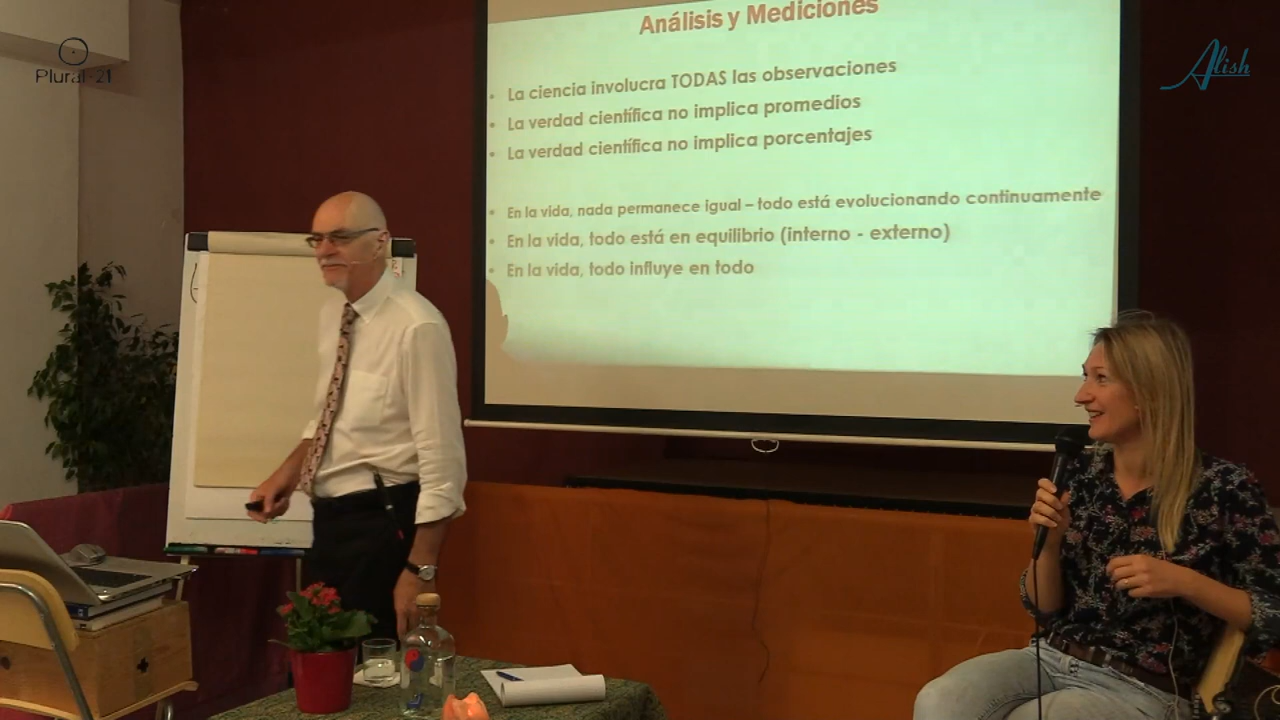 Plural-21
Alish
Análisis y Mediciones
• La ciencia involucra TODAS las observaciones
• La verdad científica no implica promedios
• La verdad científica no implica porcentajes
• En la vida, nada permanece igual – todo está evolucionando continuamente
• En la vida, todo está en equilibrio (interno - externo)
• En la vida, todo influye en todo